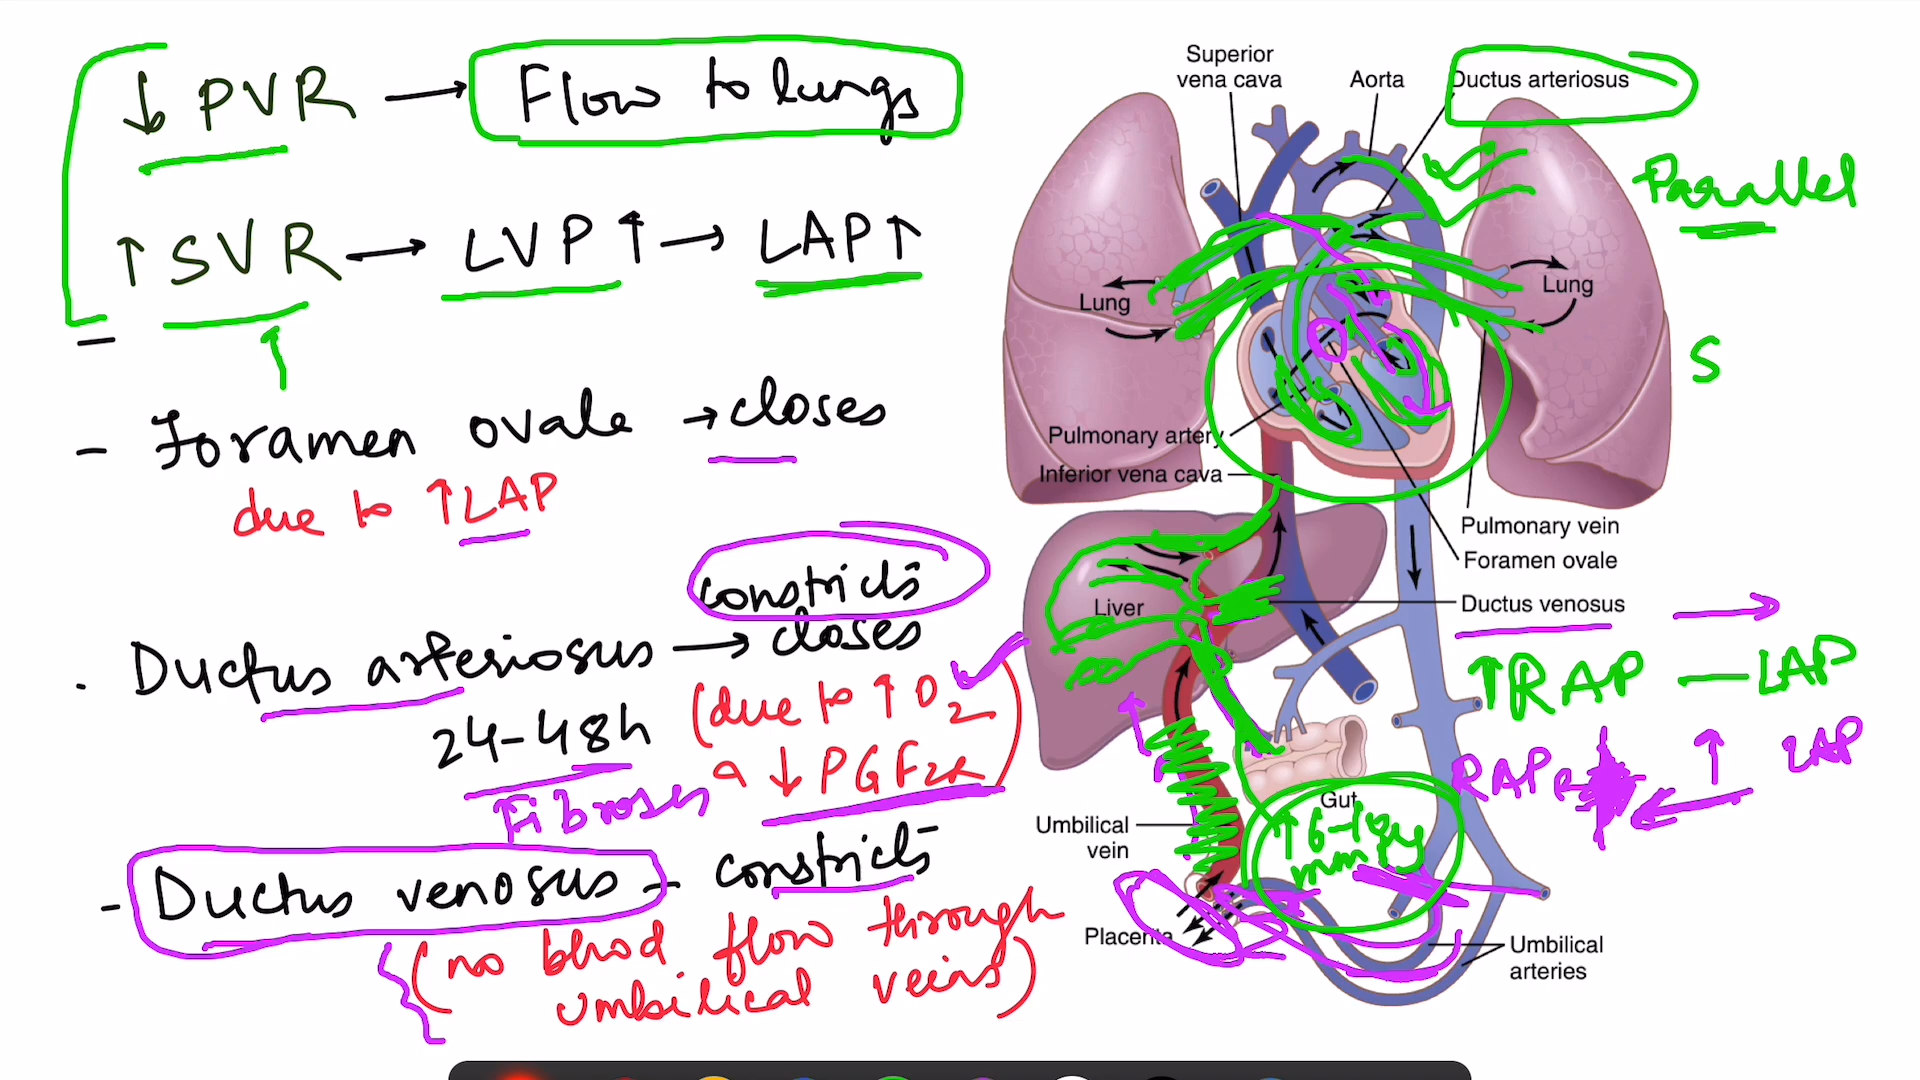 ↓ PVR → Flow to lungs
↑ SVR → LVP ↑ → LAP ↑
- Foramen ovale → closes
due to ↑ LAP
constricts
Ductus arteriosus → closes
24-48h
(due to ↑ O2
↓ PGF2α)
Fibroses
- Ductus venosus - constricts
(no blood flow through
umbilical veins)
Superior
vena cava
Aorta
Ductus arteriosus
Parallel
Lung
Lung
S
Pulmonary artery
Inferior vena cava
Pulmonary vein
Foramen ovale
Liver
Ductus venosus
↑RAP — LAP
RAP ↑ LAP
Gut
Umbilical
vein
Placenta
Umbilical
arteries